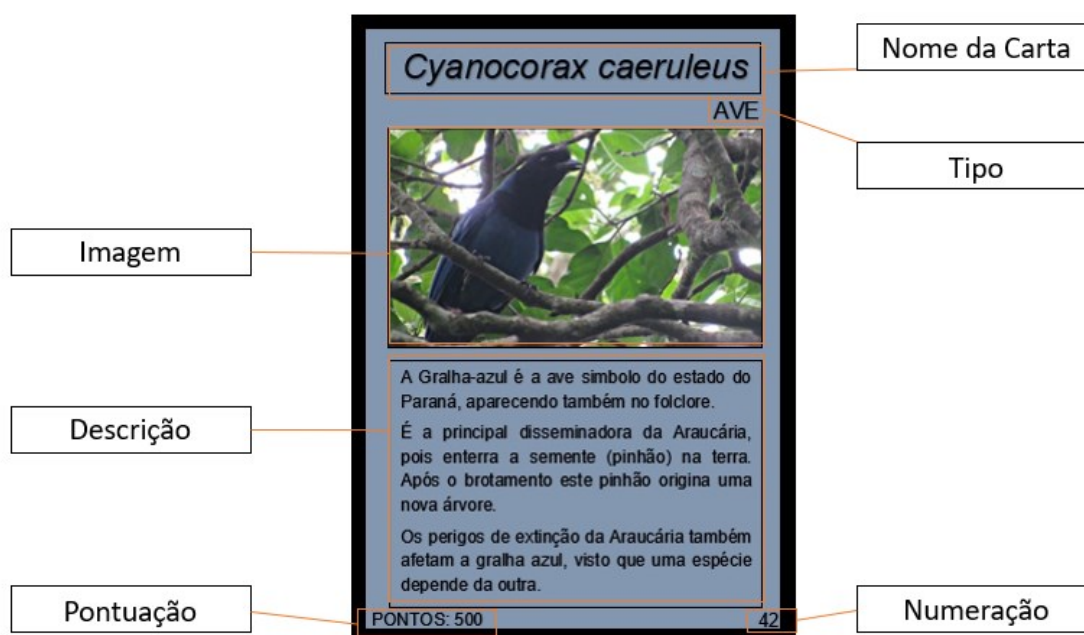 Nome da Carta
Cyanocorax caeruleus
AVE
Tipo
Imagem
A Gralha-azul é a ave simbolo do estado do
Paraná, aparecendo também no folclore.
É a principal disseminadora da Araucária,
pois enterra a semente (pinhão) na terra.
Após o brotamento este pinhão origina uma
nova árvore.
Os perigos de extinção da Araucária também
afetam a gralha azul, visto que uma espécie
depende da outra.
Descrição
Pontuação
PONTOS: 500
42
Numeração